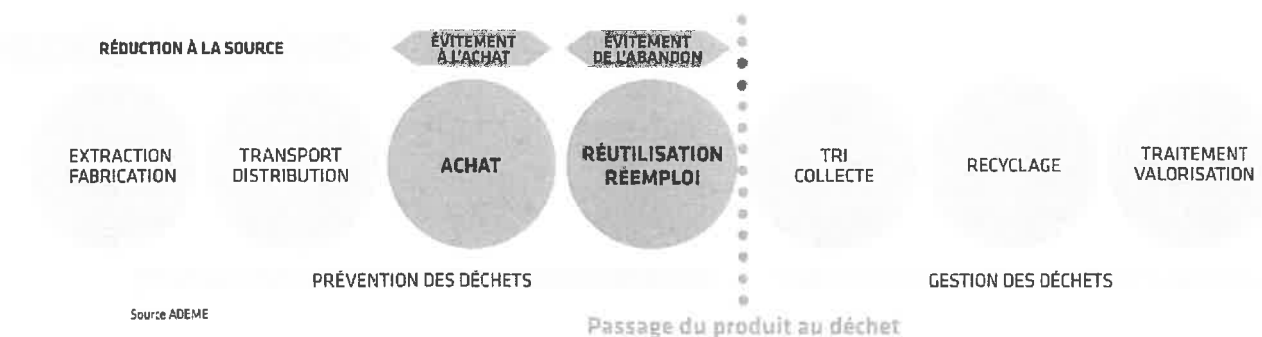 RÉDUCTION À LA SOURCE
ÉVITEMENT
À L'ACHAT
ÉVITEMENT
DE L'ABANDON
EXTRACTION
FABRICATION
TRANSPORT
DISTRIBUTION
ACHAT
RÉUTILISATION
RÉEMPLOI
TRI
COLLECTE
RECYCLAGE
TRAITEMENT
VALORISATION
PRÉVENTION DES DÉCHETS
GESTION DES DÉCHETS
Source ADEME
Passage du produit au déchet